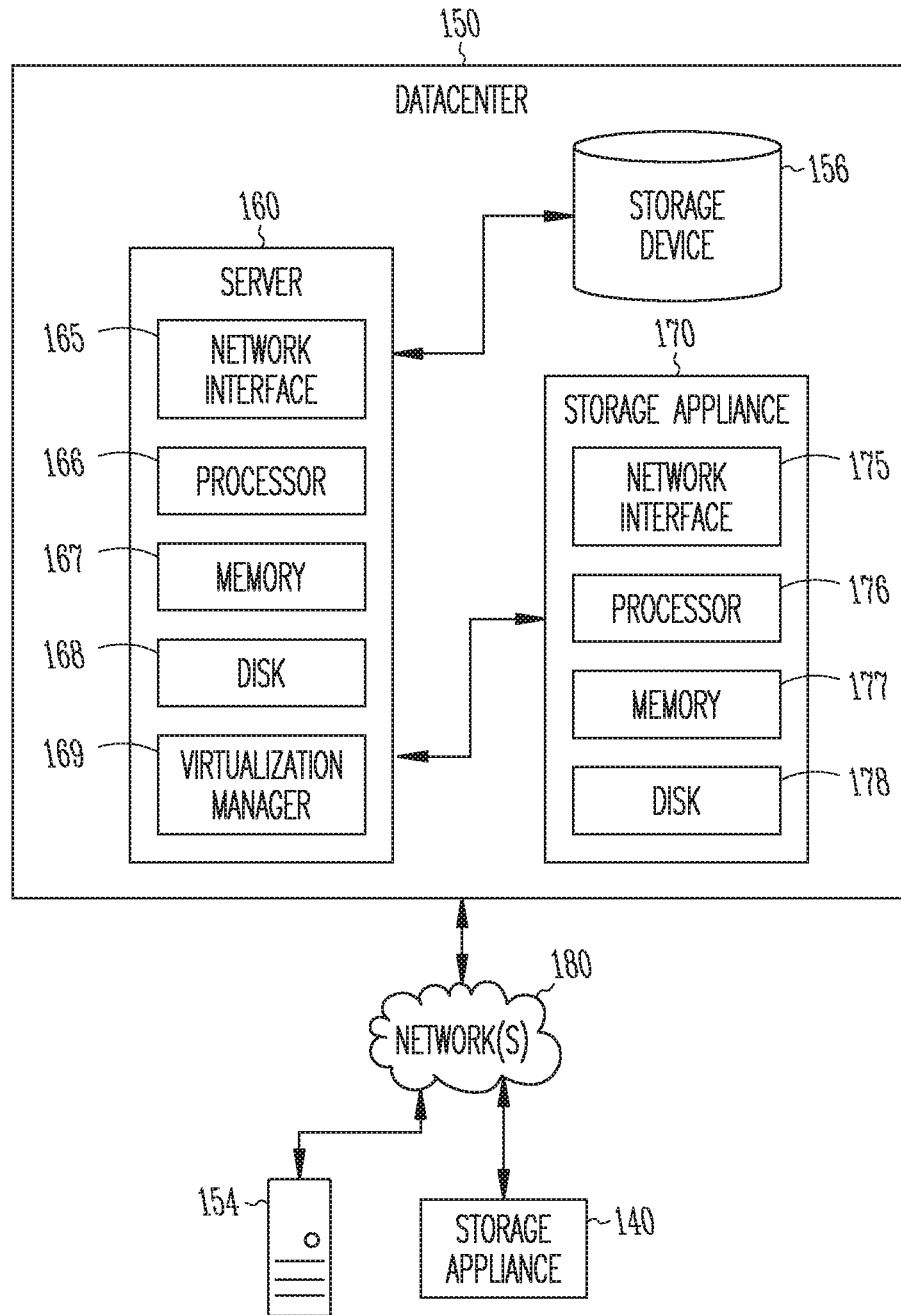 150
DATACENTER
156
STORAGE
DEVICE
160
SERVER
165
NETWORK
INTERFACE
166
PROCESSOR
167
MEMORY
168
DISK
169
VIRTUALIZATION
MANAGER
170
STORAGE APPLIANCE
175
NETWORK
INTERFACE
176
PROCESSOR
177
MEMORY
178
DISK
180
NETWORK(S)
154
STORAGE
APPLIANCE
140